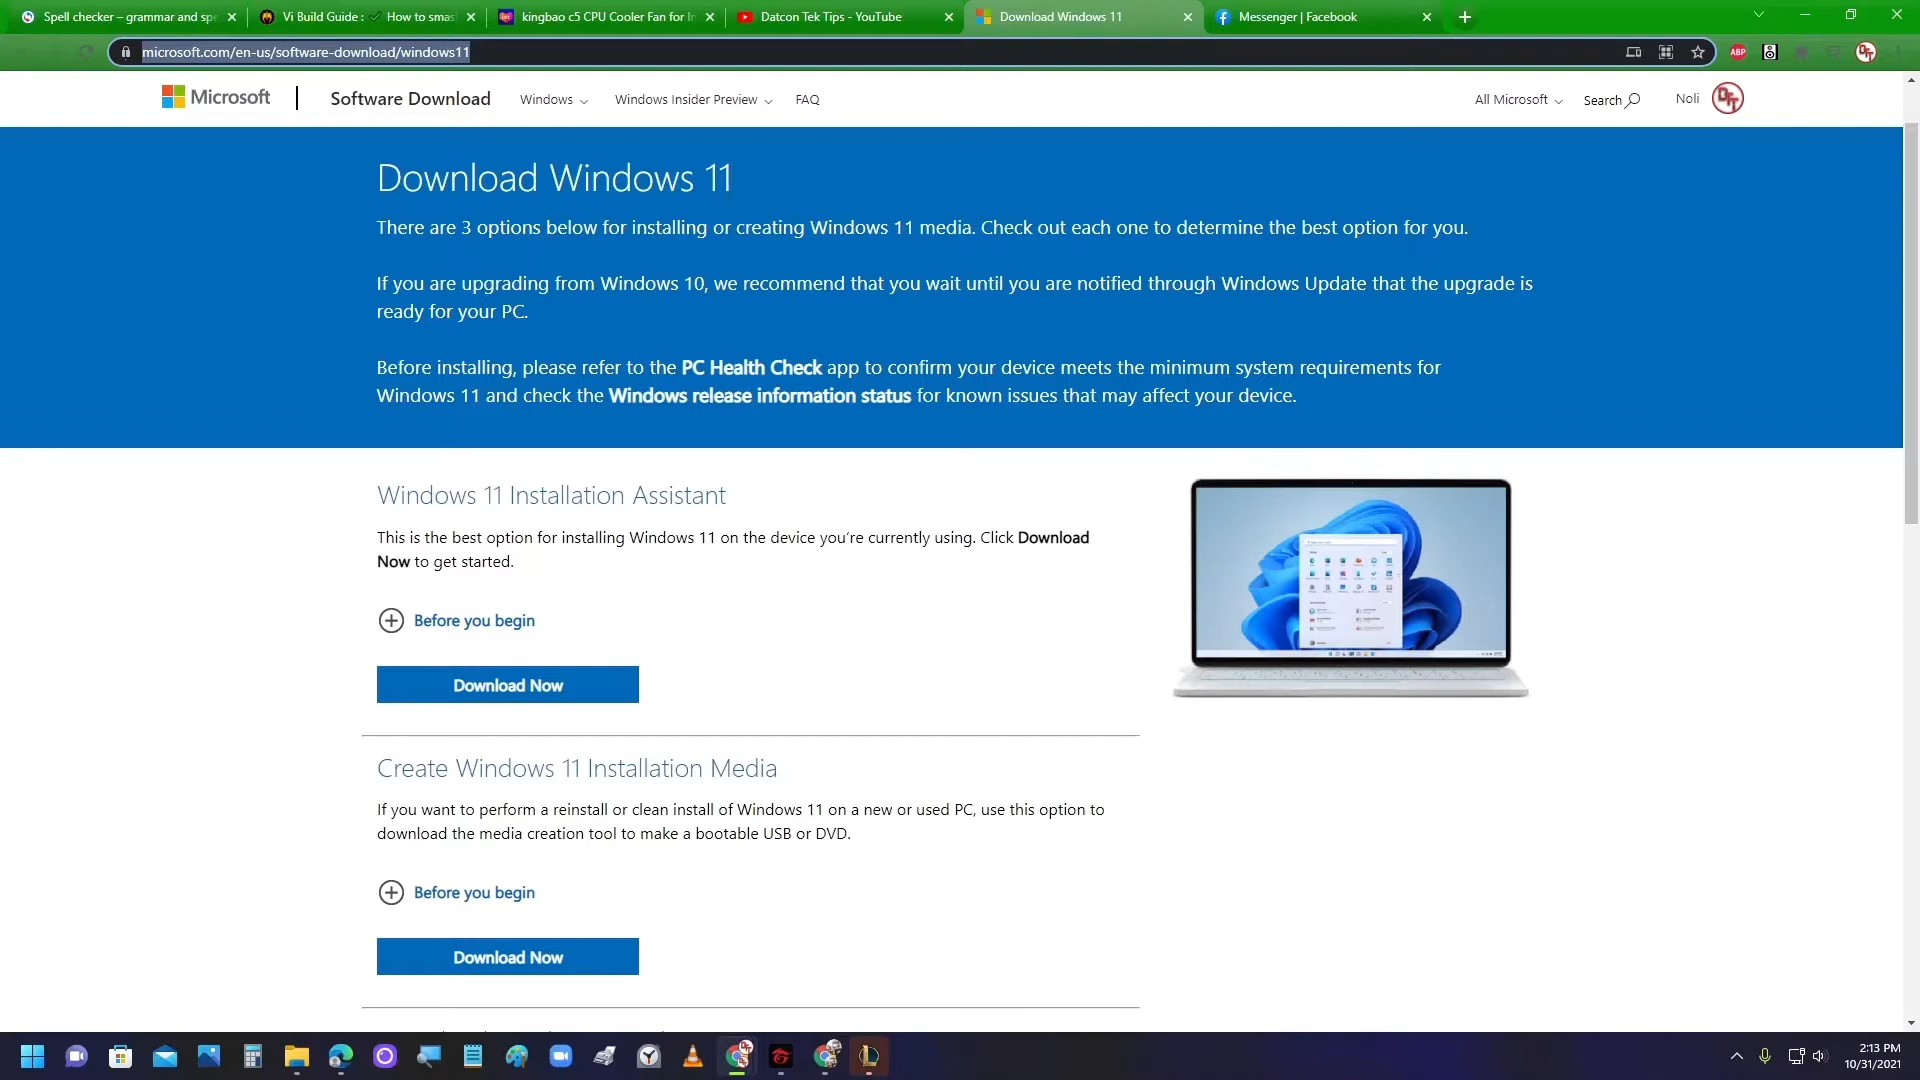 Spell checker – grammar and spe
Vi Build Guide : ✓ How to smas
kingbao c5 CPU Cooler Fan for In
Datcon Tek Tips - YouTube
Download Windows 11
Messenger | Facebook
microsoft.com/en-us/software-download/windows11
ABP
Microsoft
Software Download
Windows
Windows Insider Preview
FAQ
All Microsoft
Search
Noli
Download Windows 11
There are 3 options below for installing or creating Windows 11 media. Check out each one to determine the best option for you.
If you are upgrading from Windows 10, we recommend that you wait until you are notified through Windows Update that the upgrade is
ready for your PC.
Before installing, please refer to the PC Health Check app to confirm your device meets the minimum system requirements for
Windows 11 and check the Windows release information status for known issues that may affect your device.
Windows 11 Installation Assistant
This is the best option for installing Windows 11 on the device you're currently using. Click Download
Now to get started.
Before you begin
Download Now
Create Windows 11 Installation Media
If you want to perform a reinstall or clean install of Windows 11 on a new or used PC, use this option to
download the media creation tool to make a bootable USB or DVD.
Before you begin
Download Now
2:13 PM
10/31/2021